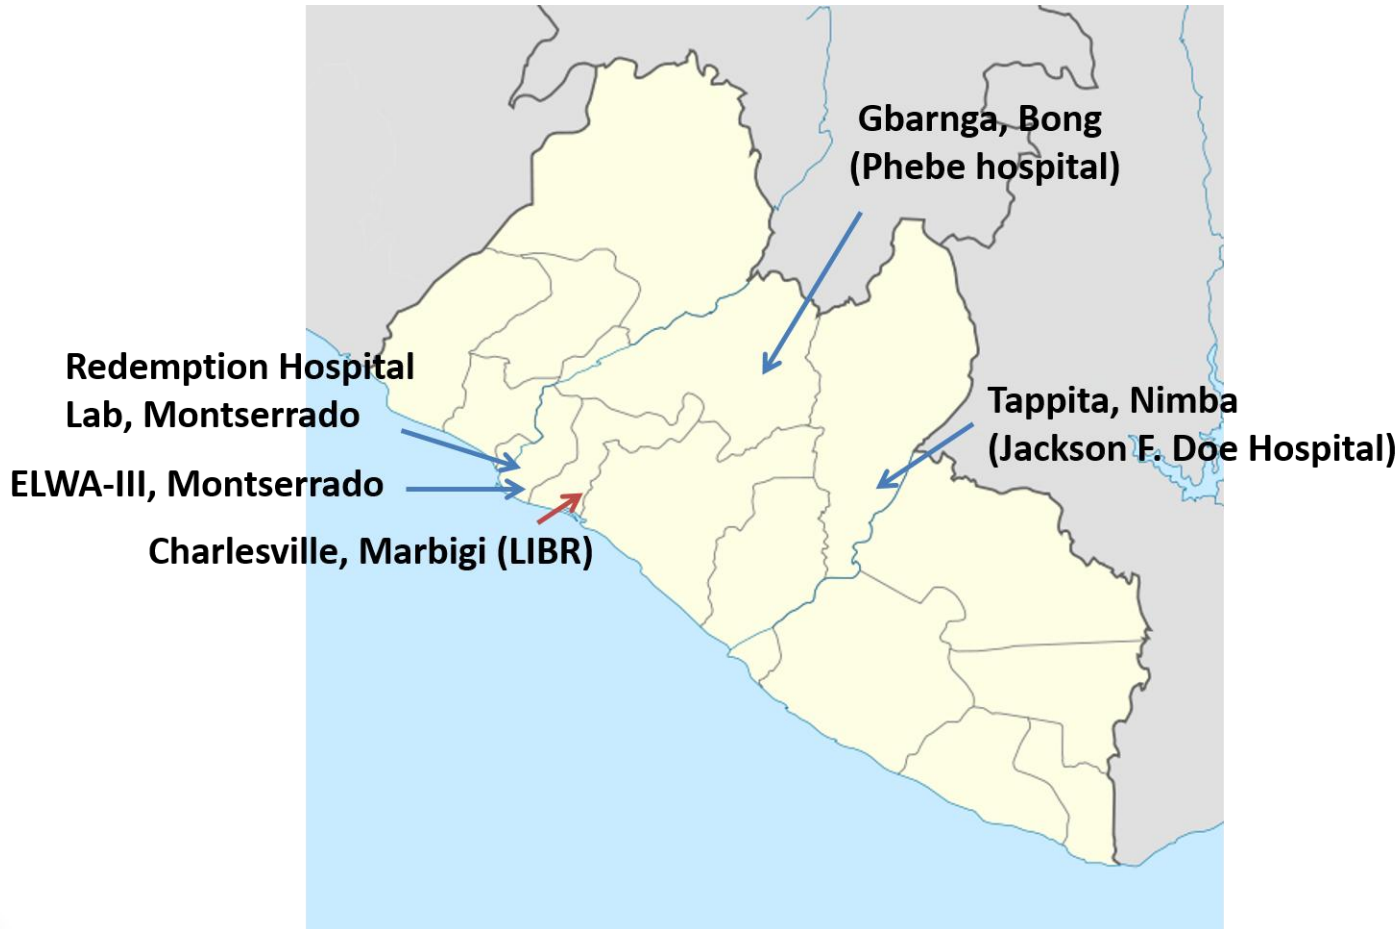 Gbarnga, Bong
(Phebe hospital)
Redemption Hospital
Lab, Montserrado
Tappita, Nimba
(Jackson F. Doe Hospital)
ELWA-III, Montserrado
Charlesville, Marbigi (LIBR)